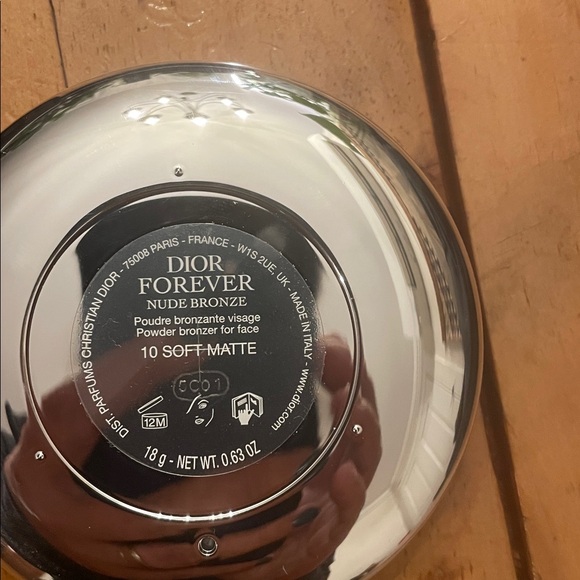 DIST. PARFUMS CHRISTIAN DIOR - 75008 PARIS - FRANCE - W1S 2UE, UK - MADE IN ITALY - www.dior.com
DIOR
FOREVER
NUDE BRONZE
Poudre bronzante visage
Powder bronzer for face
10 SOFT MATTE
12M
18 g - NET WT. 0.63 OZ